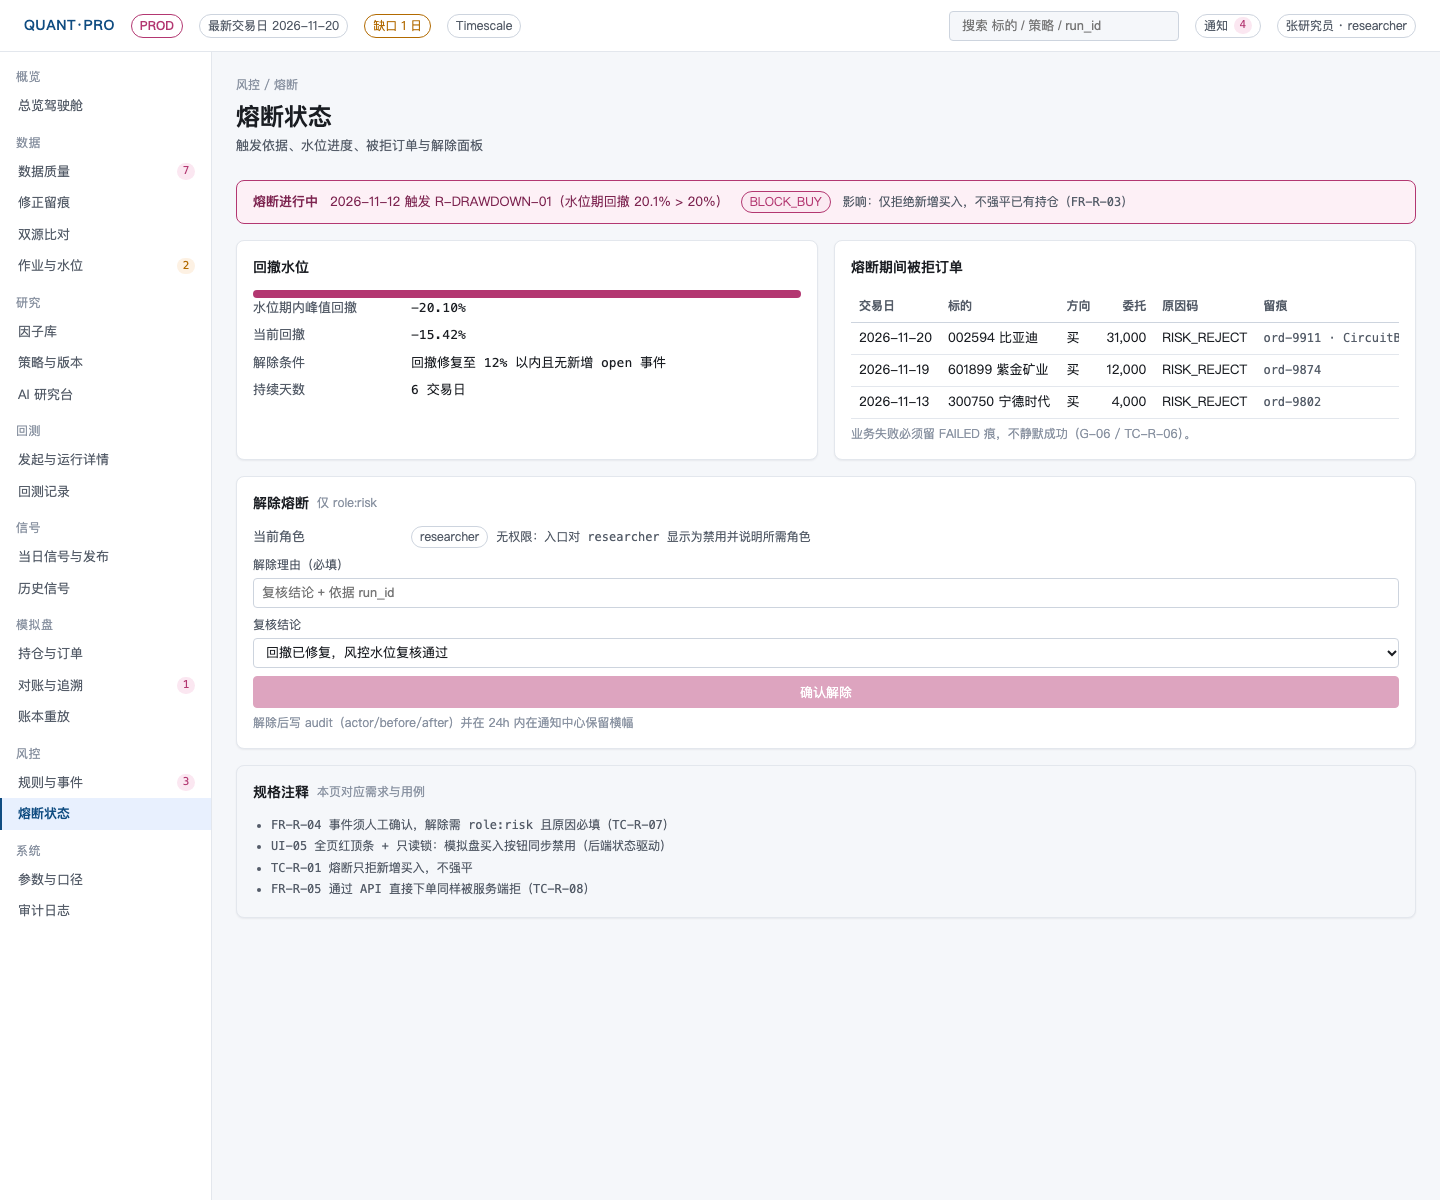 QUANT·PRO PROD 最新交易日 2026-11-20 缺口 1 日 Timescale 搜索 标的 / 策略 / run_id 通知 4 张研究员 · researcher
概览
总览驾驶舱
数据
数据质量 7
修正留痕
双源比对
作业与水位 2
研究
因子库
策略与版本
AI 研究台
回测
发起与运行详情
回测记录
信号
当日信号与发布
历史信号
模拟盘
持仓与订单
对账与追溯 1
账本重放
风控
规则与事件 3
熔断状态
系统
参数与口径
审计日志
风控 / 熔断
熔断状态
触发依据、水位进度、被拒订单与解除面板
熔断进行中 2026-11-12 触发 R-DRAWDOWN-01（水位期回撤 20.1% > 20%） BLOCK_BUY 影响：仅拒绝新增买入，不强平已有持仓（FR-R-03）
回撤水位
水位期内峰值回撤 -20.10%
当前回撤 -15.42%
解除条件 回撤修复至 12% 以内且无新增 open 事件
持续天数 6 交易日
熔断期间被拒订单
交易日 标的 方向 委托 原因码 留痕
2026-11-20 002594 比亚迪 买 31,000 RISK_REJECT ord-9911 · CircuitB
2026-11-19 601899 紫金矿业 买 12,000 RISK_REJECT ord-9874
2026-11-13 300750 宁德时代 买 4,000 RISK_REJECT ord-9802
业务失败必须留 FAILED 痕，不静默成功（G-06 / TC-R-06）。
解除熔断 仅 role:risk
当前角色 researcher 无权限：入口对 researcher 显示为禁用并说明所需角色
解除理由（必填）
复核结论 + 依据 run_id
复核结论
回撤已修复，风控水位复核通过
确认解除
解除后写 audit（actor/before/after）并在 24h 内在通知中心保留横幅
规格注释 本页对应需求与用例
• FR-R-04 事件须人工确认，解除需 role:risk 且原因必填（TC-R-07）
• UI-05 全页红顶条 + 只读锁：模拟盘买入按钮同步禁用（后端状态驱动）
• TC-R-01 熔断只拒新增买入，不强平
• FR-R-05 通过 API 直接下单同样被服务端拒（TC-R-08）